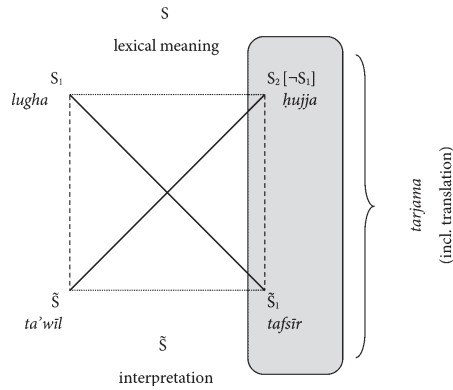 S
lexical meaning
S₁
lugha
S₂ [¬S₁]
ḥujja
tarjama
(incl. translation)
S̃
ta’wīl
S̃₁
tafsīr
S̃
interpretation